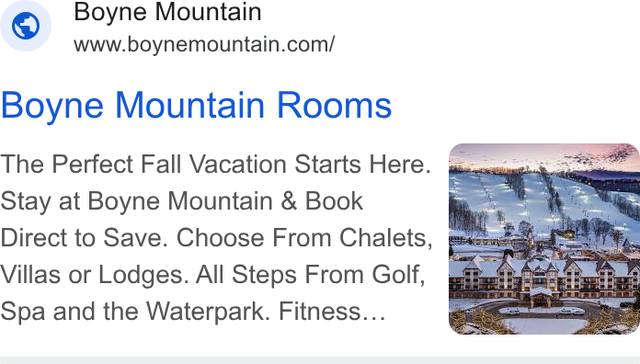 Boyne Mountain
www.boynemountain.com/
Boyne Mountain Rooms
The Perfect Fall Vacation Starts Here.
Stay at Boyne Mountain & Book
Direct to Save. Choose From Chalets,
Villas or Lodges. All Steps From Golf,
Spa and the Waterpark. Fitness…